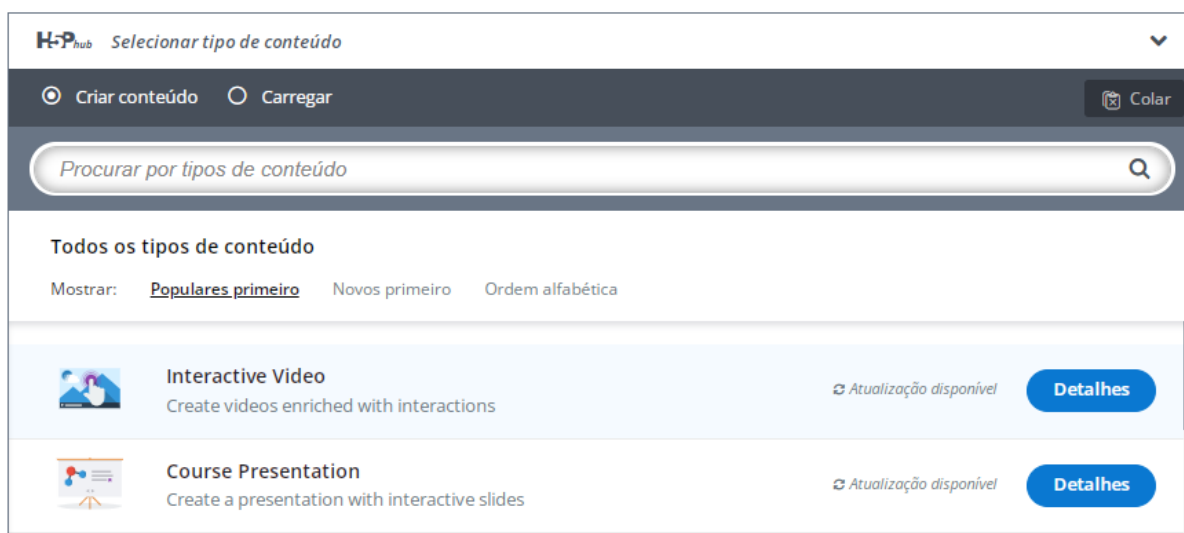 H5Phub Selecionar tipo de conteúdo
Criar conteúdo Carregar Colar
Procurar por tipos de conteúdo
Todos os tipos de conteúdo
Mostrar: Populares primeiro Novos primeiro Ordem alfabética
Interactive Video
Create videos enriched with interactions
Atualização disponível Detalhes
Course Presentation
Create a presentation with interactive slides
Atualização disponível Detalhes